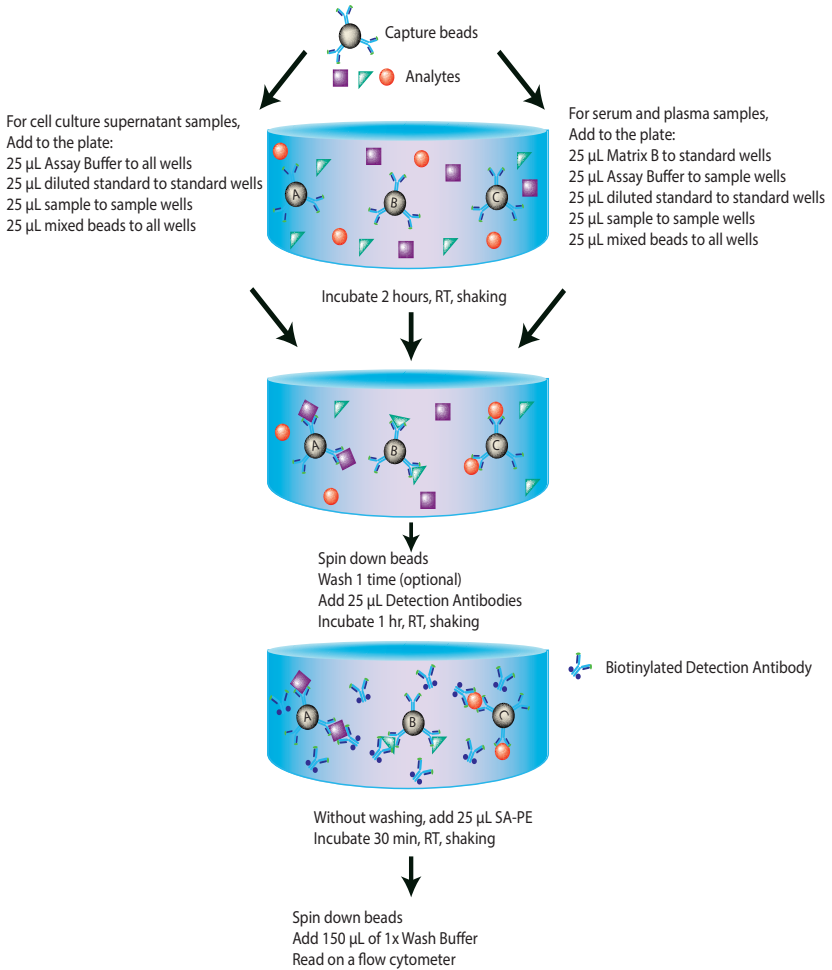 Capture beads
Analytes
For cell culture supernatant samples,
Add to the plate:
25 µL Assay Buffer to all wells
25 µL diluted standard to standard wells
25 µL sample to sample wells
25 µL mixed beads to all wells
For serum and plasma samples,
Add to the plate:
25 µL Matrix B to standard wells
25 µL Assay Buffer to sample wells
25 µL diluted standard to standard wells
25 µL sample to sample wells
25 µL mixed beads to all wells
A
B
C
Incubate 2 hours, RT, shaking
A
B
C
Spin down beads
Wash 1 time (optional)
Add 25 µL Detection Antibodies
Incubate 1 hr, RT, shaking
Biotinylated Detection Antibody
A
B
C
Without washing, add 25 µL SA-PE
Incubate 30 min, RT, shaking
Spin down beads
Add 150 µL of 1x Wash Buffer
Read on a flow cytometer